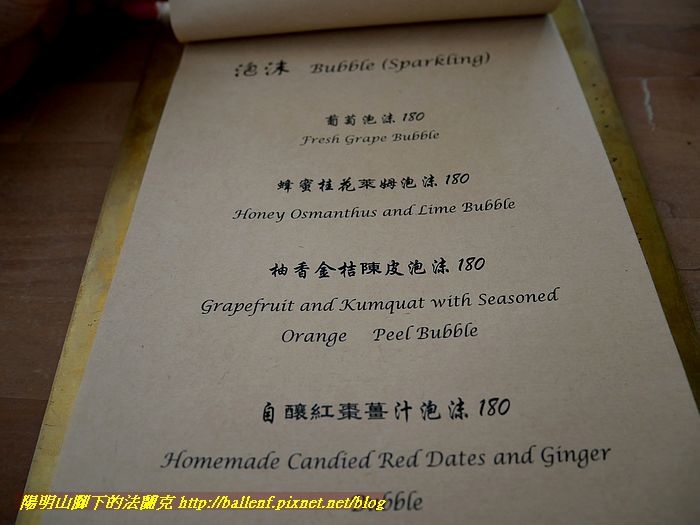 泡沫 Bubble (Sparkling)
葡萄泡沫 180
Fresh Grape Bubble
蜂蜜桂花萊姆泡沫 180
Honey Osmanthus and Lime Bubble
柚香金桔陳皮泡沫 180
Grapefruit and Kumquat with Seasoned
Orange Peel Bubble
自釀紅棗薑汁泡沫 180
Homemade Candied Red Dates and Ginger
Bubble
陽明山腳下的法蘭克 http://ballenf.pixnet.net/blog